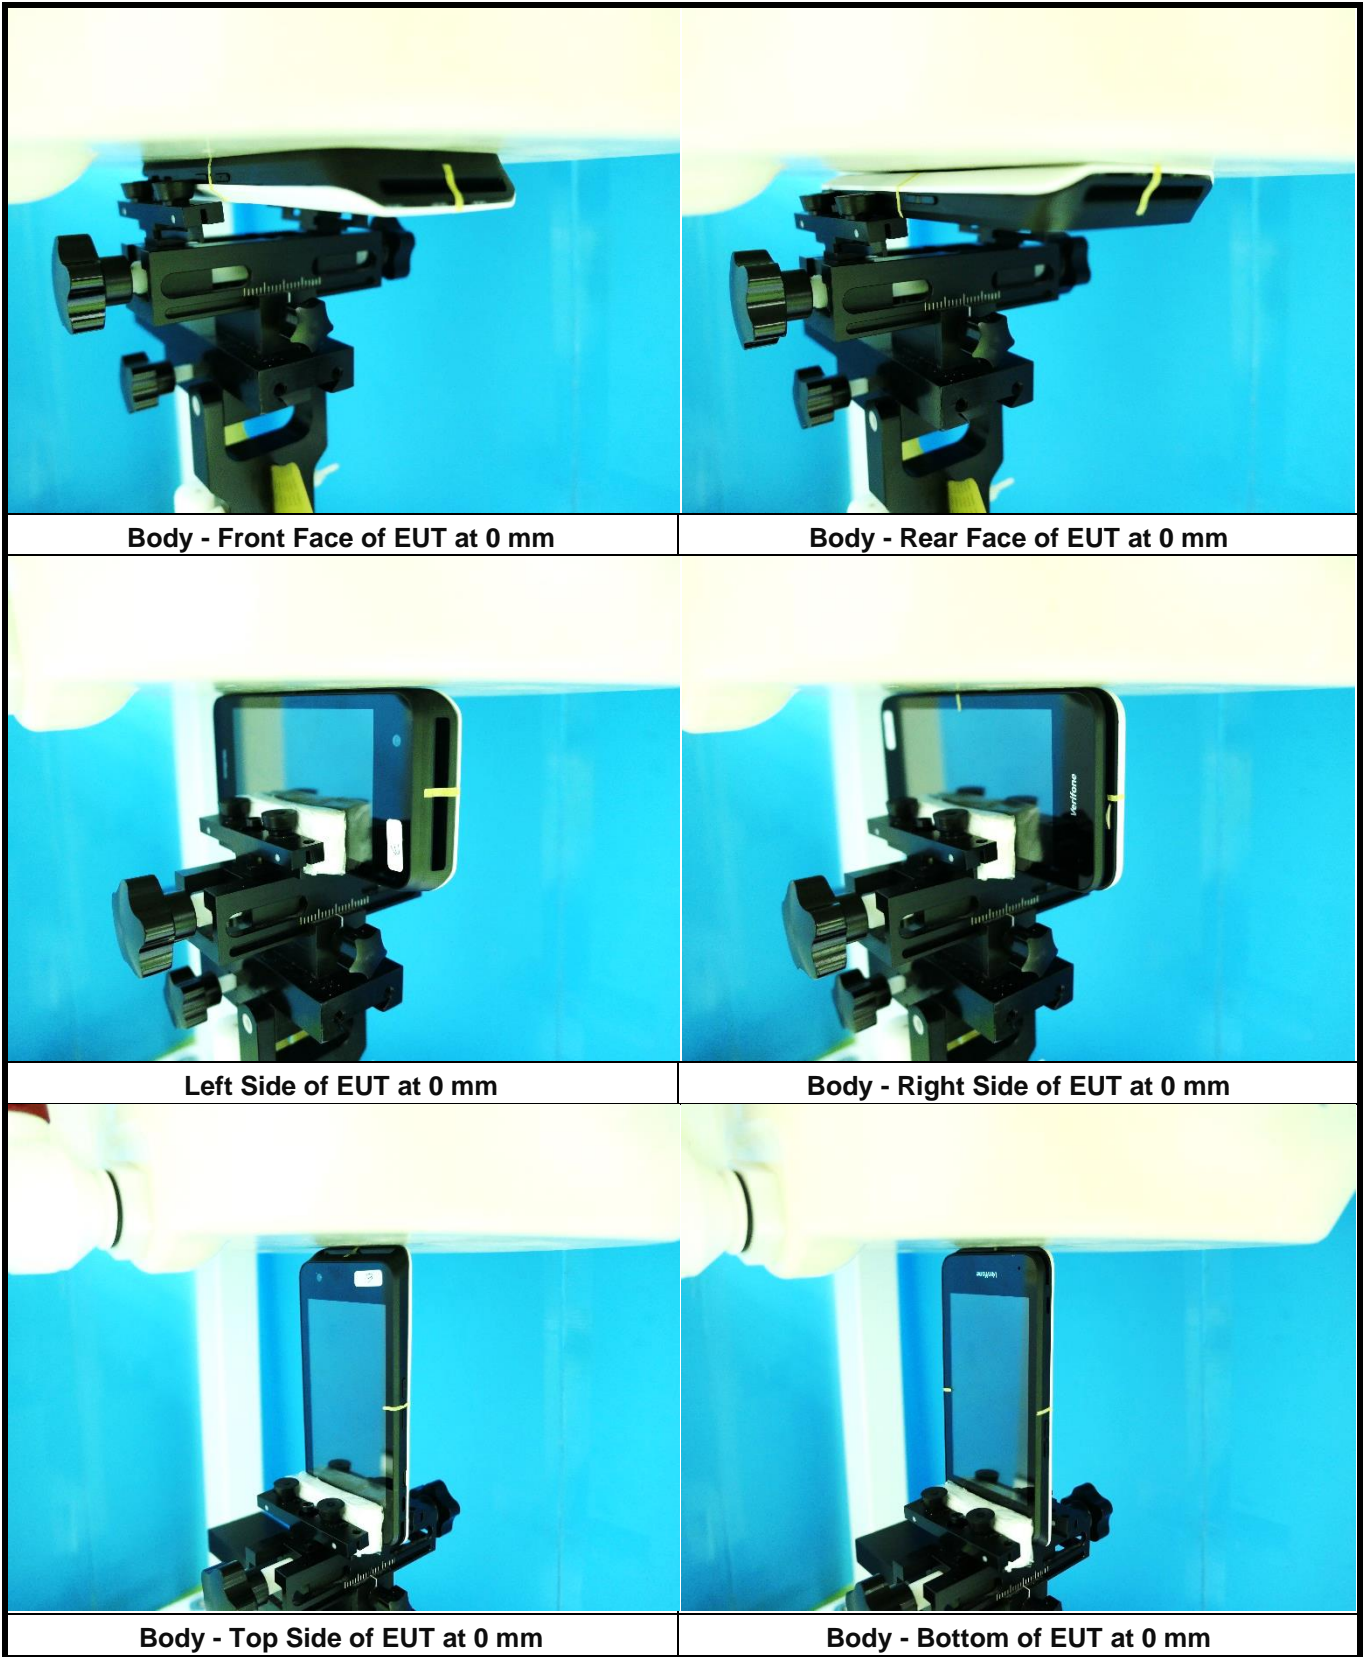 Body - Front Face of EUT at 0 mm
Body - Rear Face of EUT at 0 mm
Verifone
Left Side of EUT at 0 mm
Body - Right Side of EUT at 0 mm
Verifone
Body - Top Side of EUT at 0 mm
Body - Bottom of EUT at 0 mm